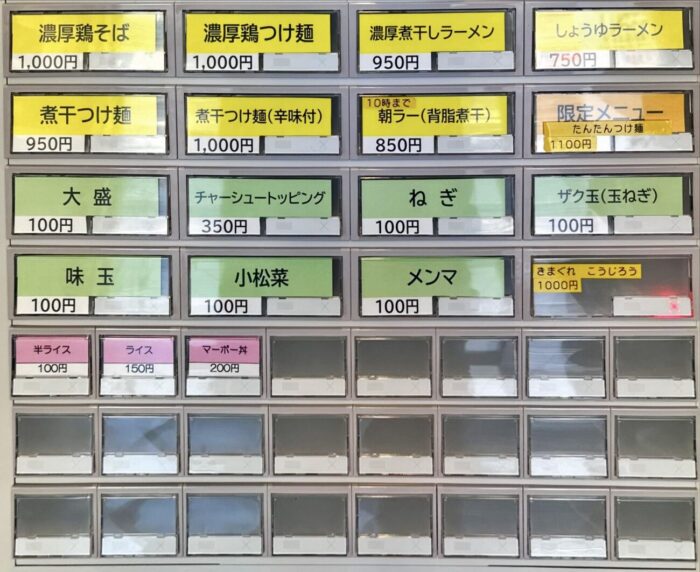 濃厚鶏そば
1,000円
濃厚鶏つけ麺
1,000円
濃厚煮干しラーメン
950円
しょうゆラーメン
750円
煮干つけ麺
950円
煮干つけ麺(辛味付)
1,000円
10時まで
朝ラー(背脂煮干)
850円
限定メニュー
たんたんつけ麺
1100円
大盛
100円
チャーシュートッピング
350円
ねぎ
100円
ザク玉(玉ねぎ)
100円
味玉
100円
小松菜
100円
メンマ
100円
きまぐれ こうじろう
1000円
半ライス
100円
ライス
150円
マーボー丼
200円